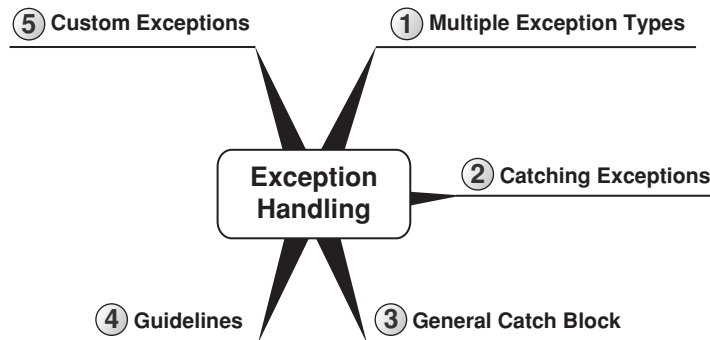 5 Custom Exceptions
1 Multiple Exception Types
Exception
Handling
2 Catching Exceptions
4 Guidelines
3 General Catch Block